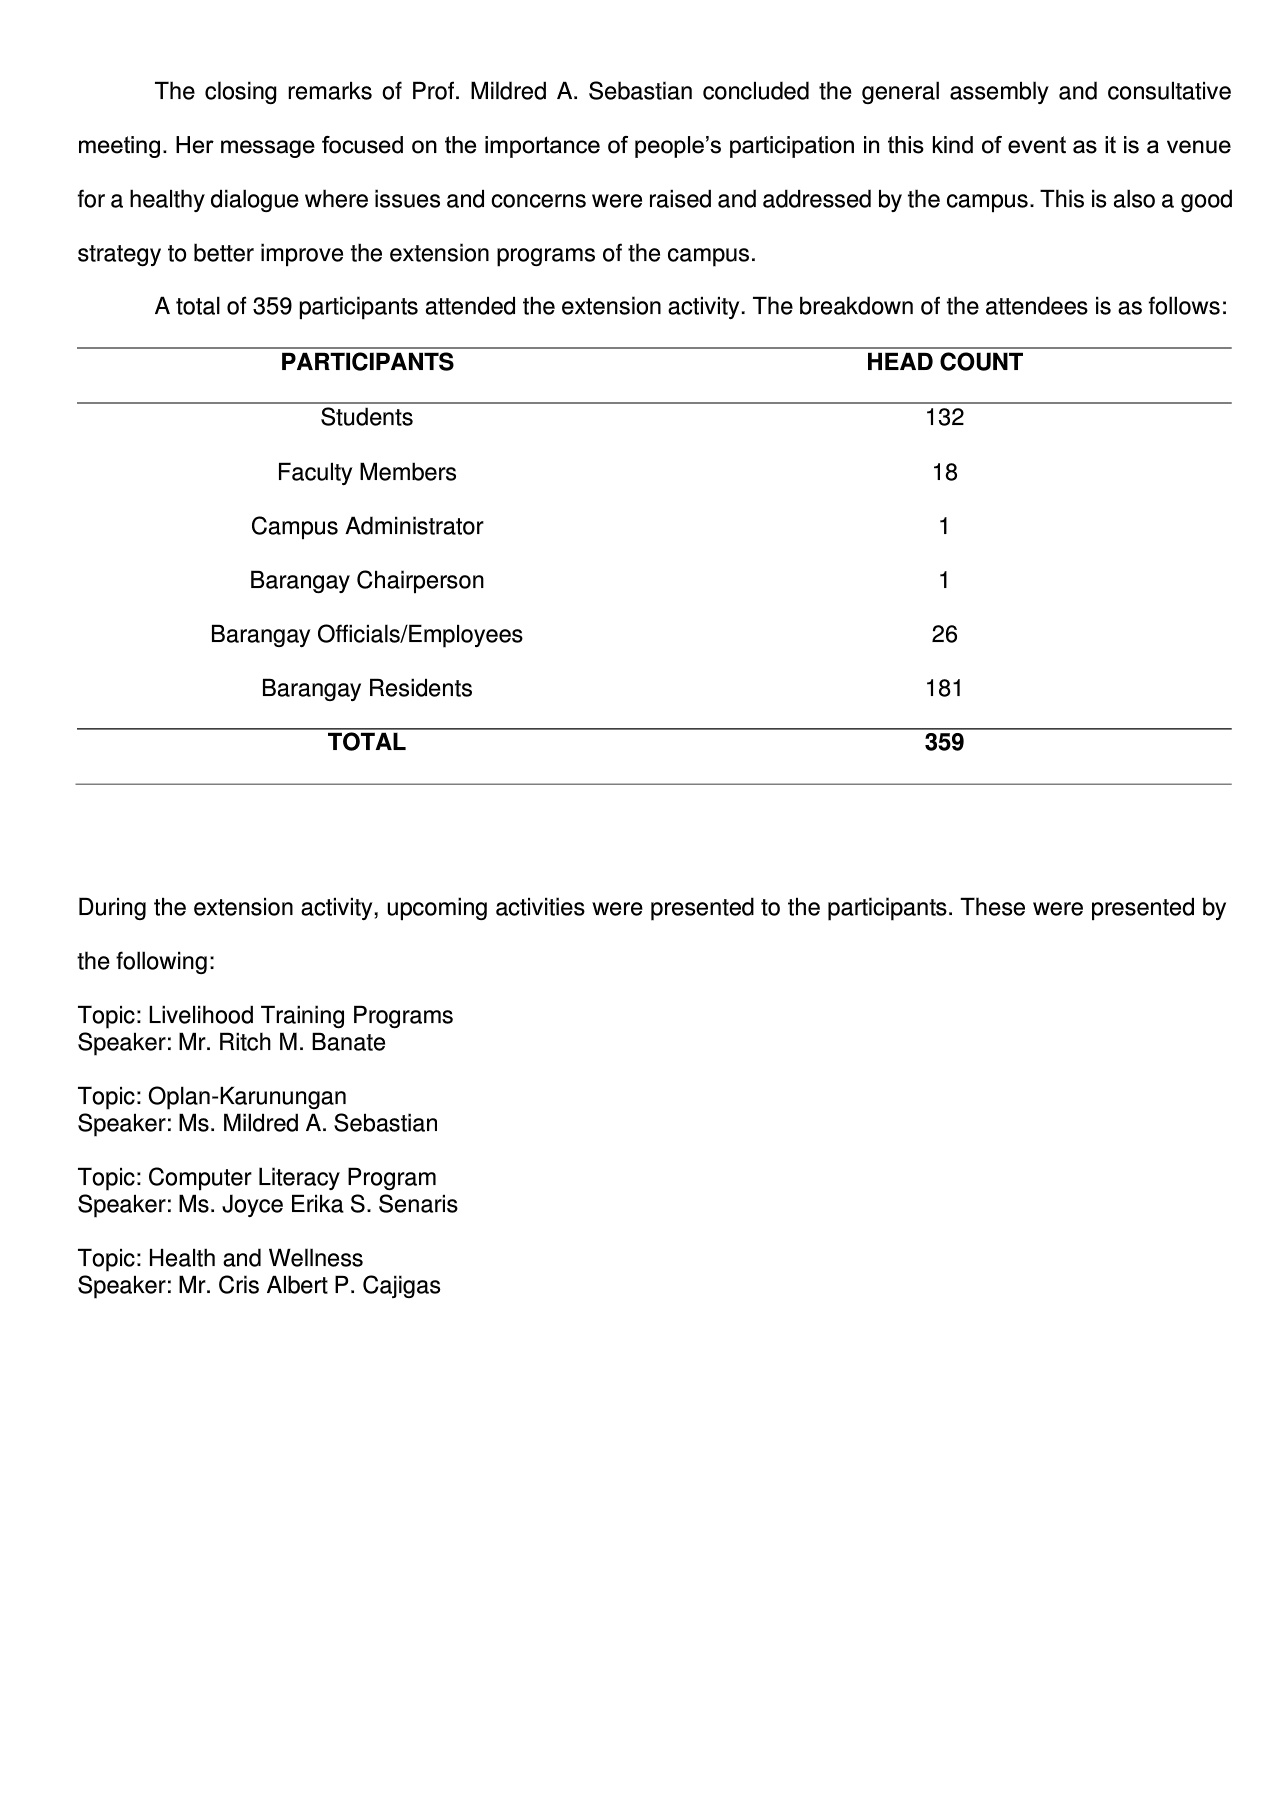 The closing remarks of Prof. Mildred A. Sebastian concluded the general assembly and consultative
meeting. Her message focused on the importance of people’s participation in this kind of event as it is a venue
for a healthy dialogue where issues and concerns were raised and addressed by the campus. This is also a good
strategy to better improve the extension programs of the campus.
A total of 359 participants attended the extension activity. The breakdown of the attendees is as follows:
PARTICIPANTS HEAD COUNT
Students 132
Faculty Members 18
Campus Administrator 1
Barangay Chairperson 1
Barangay Officials/Employees 26
Barangay Residents 181
TOTAL 359
During the extension activity, upcoming activities were presented to the participants. These were presented by
the following:
Topic: Livelihood Training Programs
Speaker: Mr. Ritch M. Banate
Topic: Oplan-Karunungan
Speaker: Ms. Mildred A. Sebastian
Topic: Computer Literacy Program
Speaker: Ms. Joyce Erika S. Senaris
Topic: Health and Wellness
Speaker: Mr. Cris Albert P. Cajigas